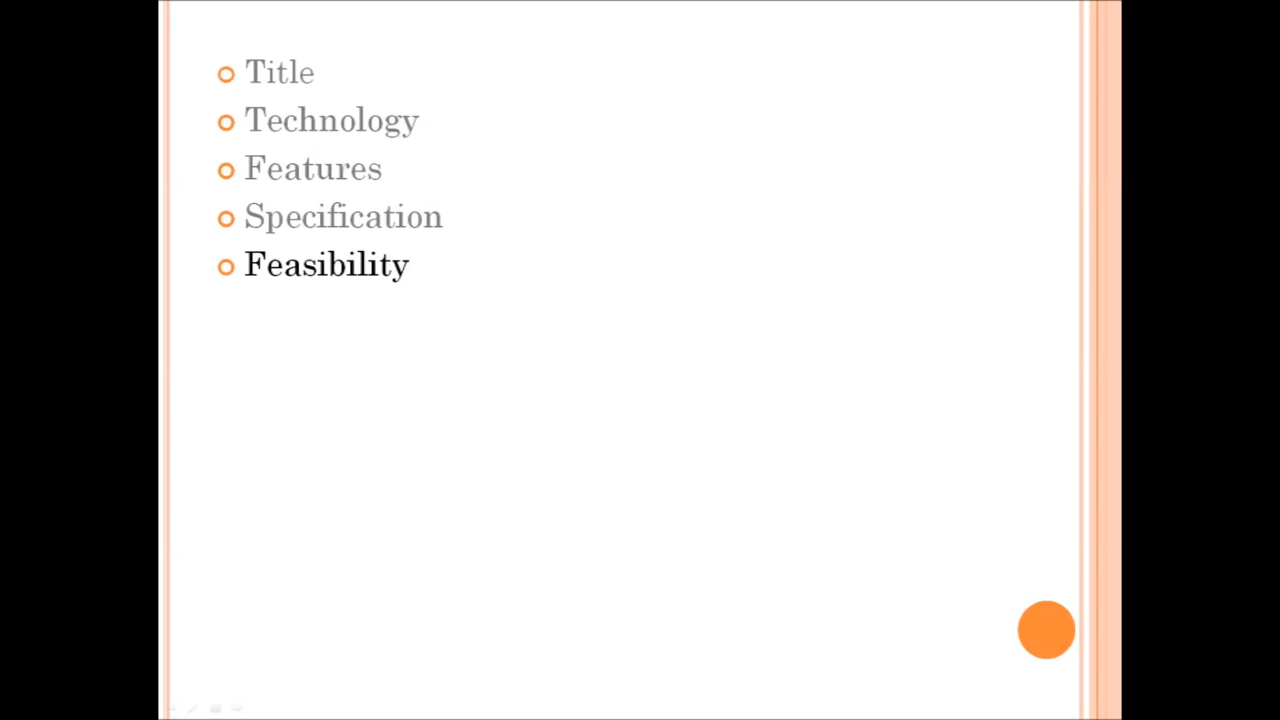 Title
Technology
Features
Specification
Feasibility